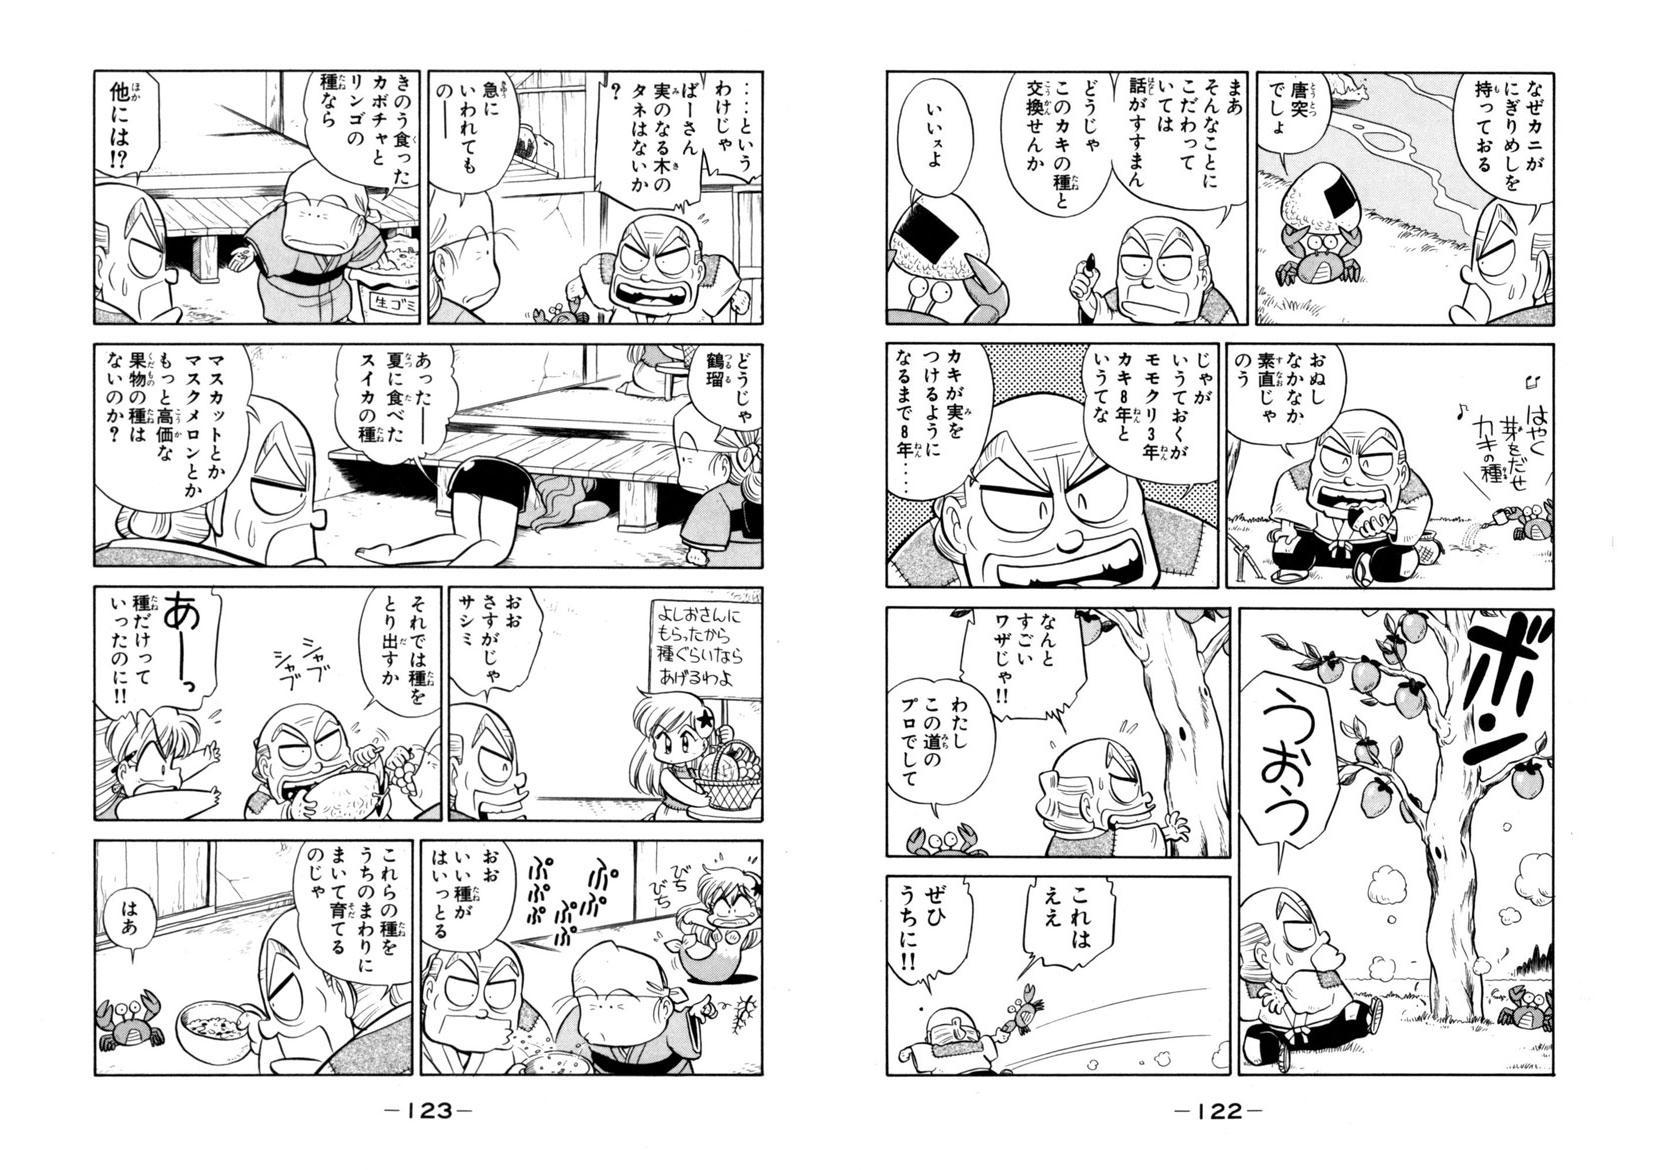 なぜカニが
にぎりめしを
持っておる
唐突
でしょ
まあ
そんなことに
こだわって
いては
話がすすまん
どうじゃ
このカキの種と
交換せんか
いいスよ
はやく
芽をだせ
カキの種
おぬし
なかなか
素直じゃ
のう
じゃが
いうておくが
モモクリ3年
カキ8年と
いうてな
カキが実を
つけるように
なるまで8年‥‥
ボン
うおう
なんと
すごい
ワザじゃ!!
わたし
この道の
プロでして
これは
ええ
ぜひ
うちに!!
－122－
‥‥という
わけじゃ
ばーさん
実のなる木の
タネはないか
?
急に
いわれても
の──
きのう食った
カボチャと
リンゴの
種なら
生ゴミ
他には!?
どうじゃ
鶴瑠
あった──
夏に食べた
スイカの種
マスカットとか
マスクメロンとか
もっと高価な
果物の種は
ないのか?
よしおさんに
もらったから
種ぐらいなら
あげるわよ
おお
さすがじゃ
サシミ
それでは種を
とり出すか
シャブ
シャブ
あーっ
種だけって
いったのに!!
びち
びち
ぷ
ぷぷ
ぷぷぷ
ぷ
おお
いい種が
はいっとる
これらの種を
うちのまわりに
まいて育てる
のじゃ
はあ
－123－